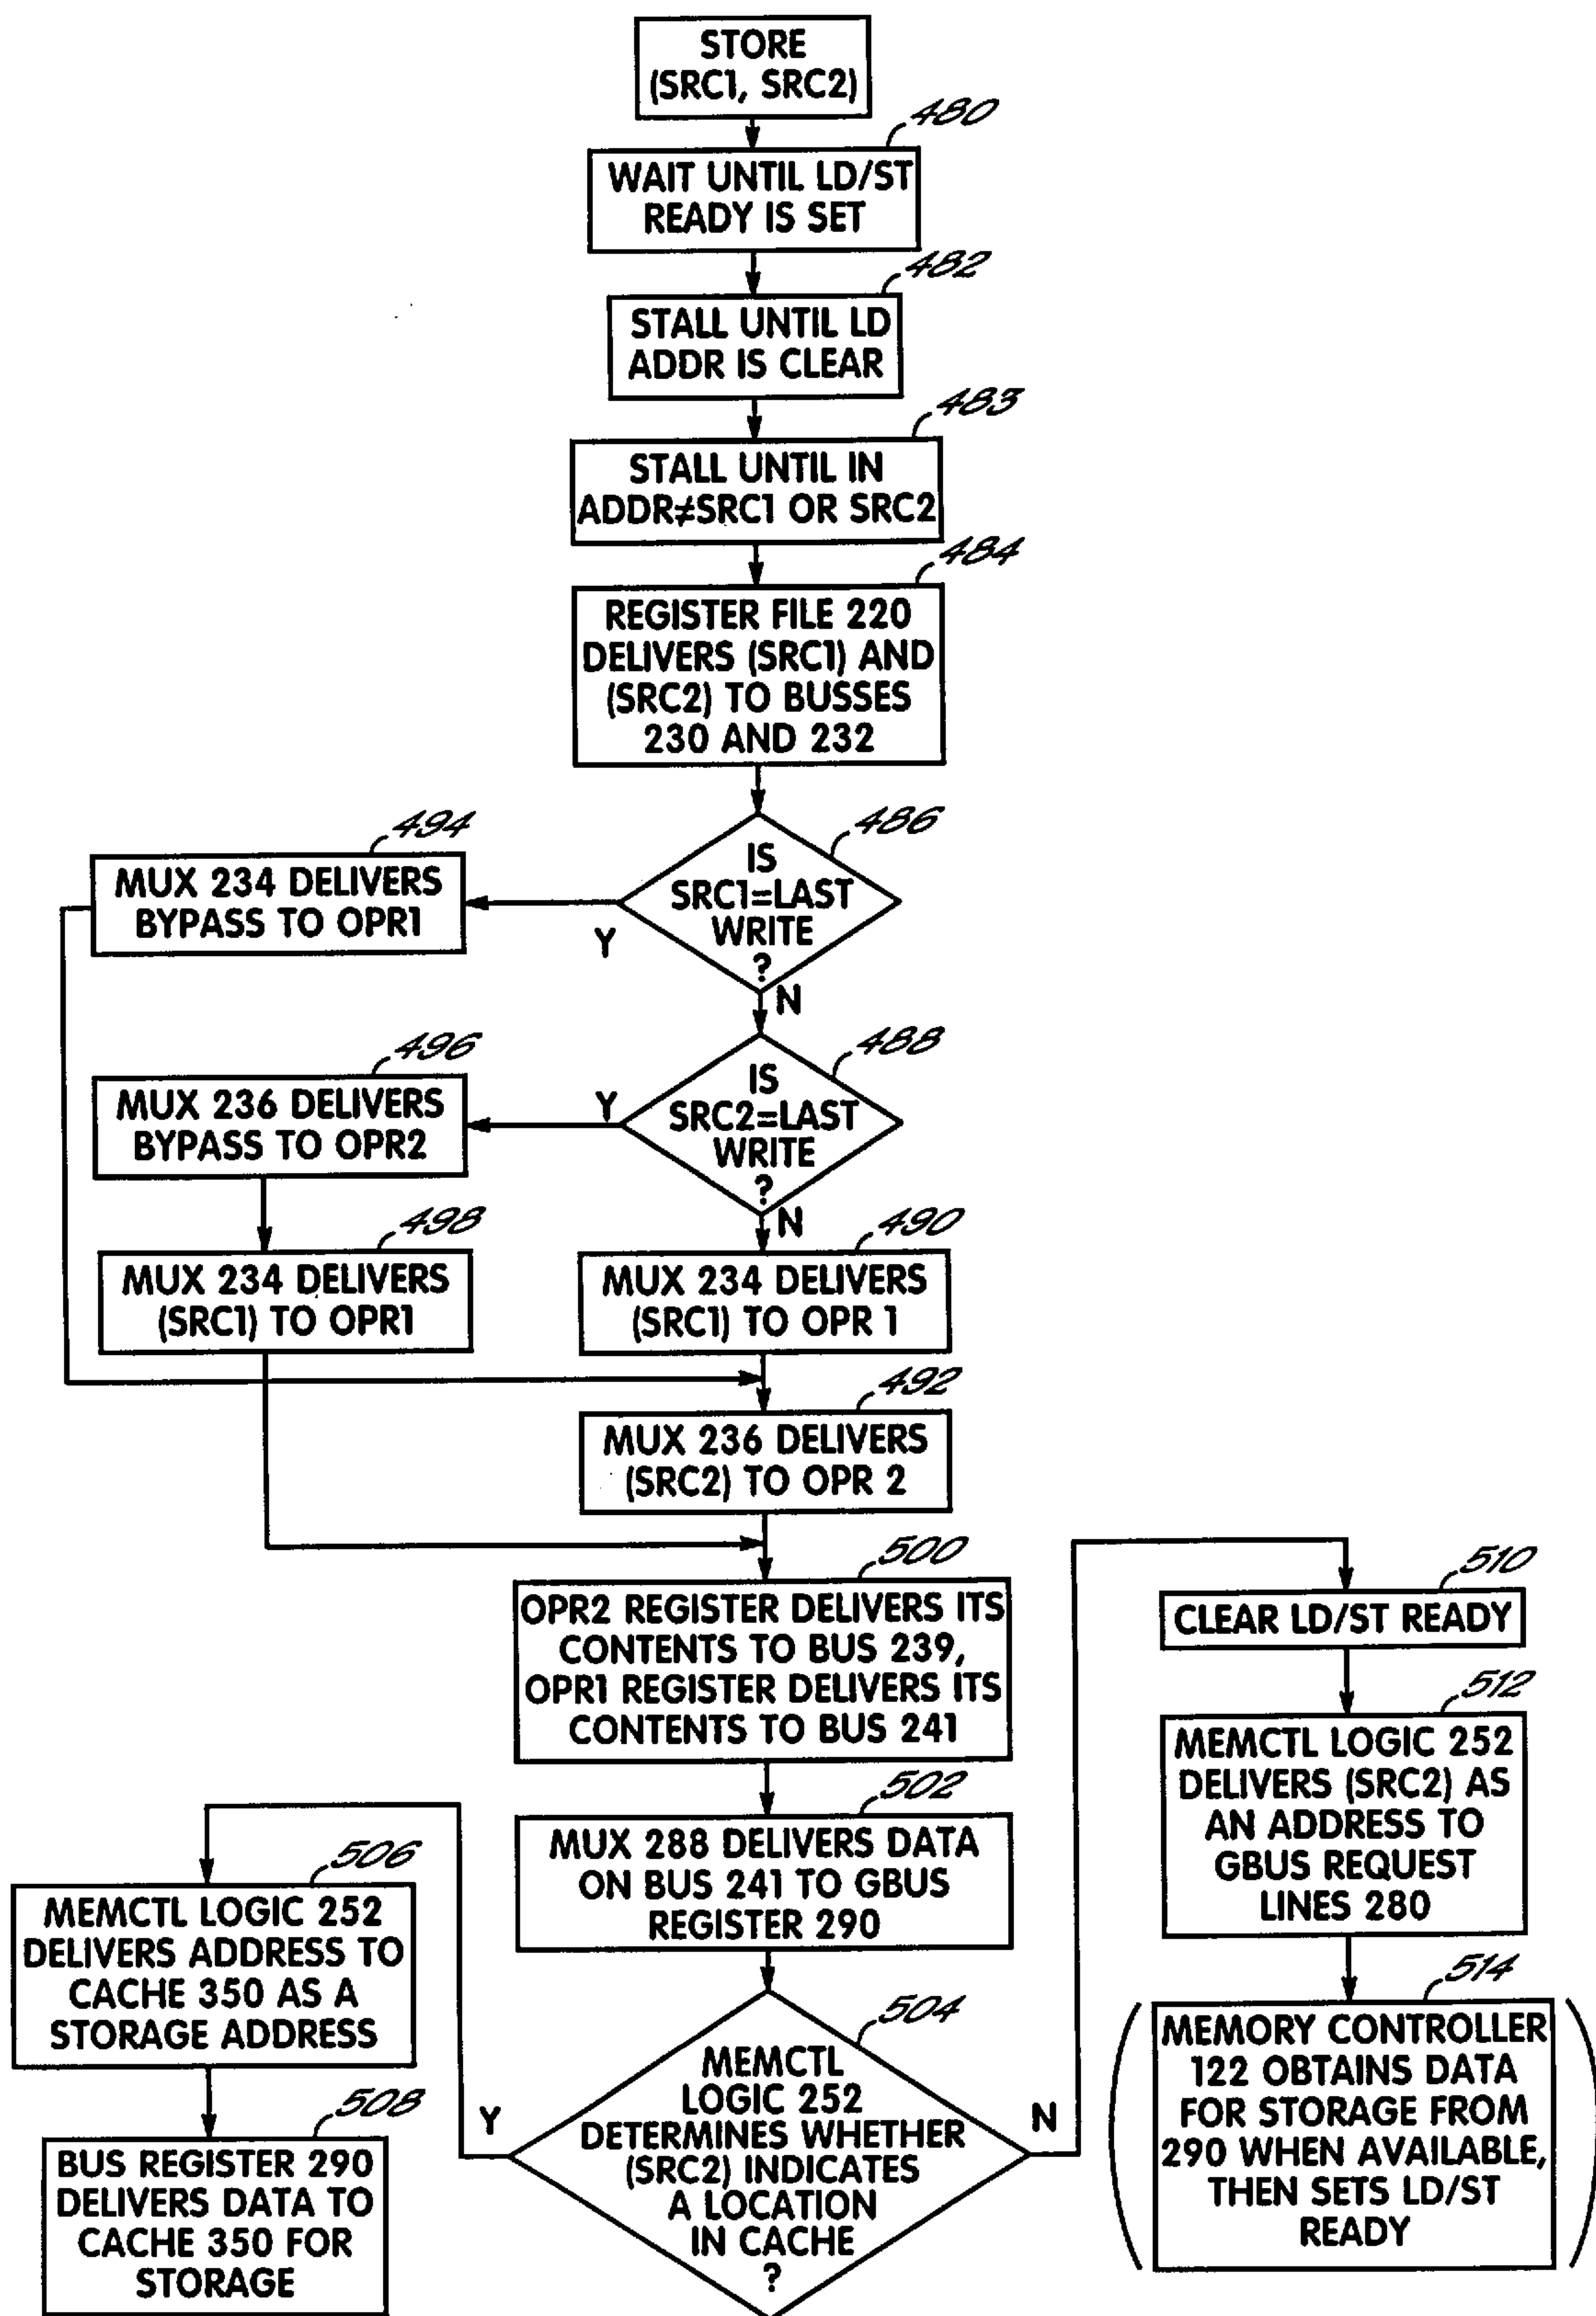 STORE
(SRC1, SRC2)
480
WAIT UNTIL LD/ST
READY IS SET
482
STALL UNTIL LD
ADDR IS CLEAR
483
STALL UNTIL IN
ADDR≠SRC1 OR SRC2
484
REGISTER FILE 220
DELIVERS (SRC1) AND
(SRC2) TO BUSSES
230 AND 232
486
IS
SRC1=LAST
WRITE
?
Y
N
494
MUX 234 DELIVERS
BYPASS TO OPR1
488
IS
SRC2=LAST
WRITE
?
Y
N
496
MUX 236 DELIVERS
BYPASS TO OPR2
498
MUX 234 DELIVERS
(SRC1) TO OPR1
490
MUX 234 DELIVERS
(SRC1) TO OPR 1
492
MUX 236 DELIVERS
(SRC2) TO OPR 2
500
OPR2 REGISTER DELIVERS ITS
CONTENTS TO BUS 239,
OPR1 REGISTER DELIVERS ITS
CONTENTS TO BUS 241
502
MUX 288 DELIVERS DATA
ON BUS 241 TO GBUS
REGISTER 290
504
MEMCTL
LOGIC 252
DETERMINES WHETHER
(SRC2) INDICATES
A LOCATION
IN CACHE
?
Y
N
506
MEMCTL LOGIC 252
DELIVERS ADDRESS TO
CACHE 350 AS A
STORAGE ADDRESS
508
BUS REGISTER 290
DELIVERS DATA TO
CACHE 350 FOR
STORAGE
510
CLEAR LD/ST READY
512
MEMCTL LOGIC 252
DELIVERS (SRC2) AS
AN ADDRESS TO
GBUS REQUEST
LINES 280
514
(MEMORY CONTROLLER
122 OBTAINS DATA
FOR STORAGE FROM
290 WHEN AVAILABLE,
THEN SETS LD/ST
READY)